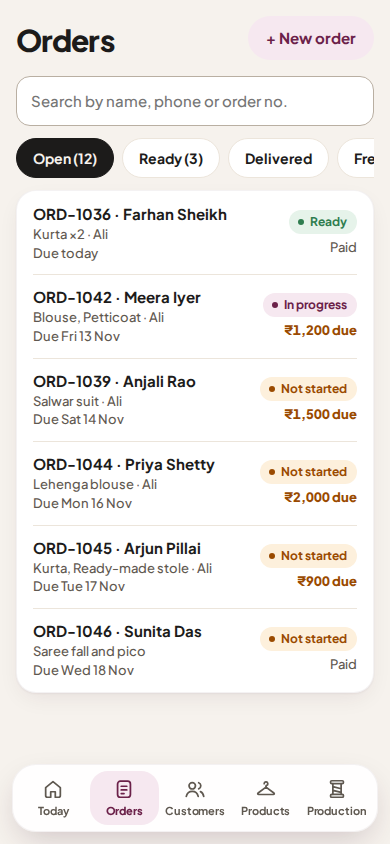 Orders
+ New order
Search by name, phone or order no.
Open (12)
Ready (3)
Delivered
Fre
ORD-1036 · Farhan Sheikh
Ready
Kurta ×2 · Ali
Paid
Due today
ORD-1042 · Meera Iyer
In progress
Blouse, Petticoat · Ali
₹1,200 due
Due Fri 13 Nov
ORD-1039 · Anjali Rao
Not started
Salwar suit · Ali
₹1,500 due
Due Sat 14 Nov
ORD-1044 · Priya Shetty
Not started
Lehenga blouse · Ali
₹2,000 due
Due Mon 16 Nov
ORD-1045 · Arjun Pillai
Not started
Kurta, Ready-made stole · Ali
₹900 due
Due Tue 17 Nov
ORD-1046 · Sunita Das
Not started
Saree fall and pico
Paid
Due Wed 18 Nov
Today
Orders
Customers
Products
Production